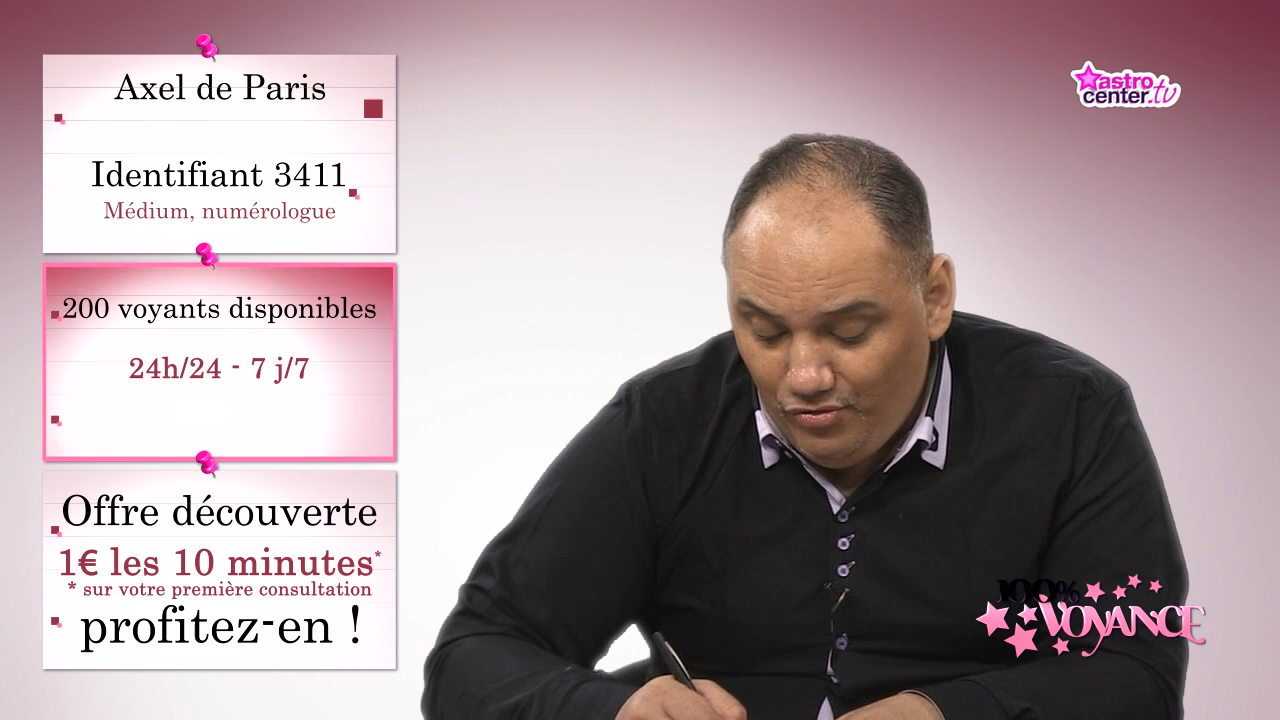 Axel de Paris
Identifiant 3411
Médium, numérologue
200 voyants disponibles
24h/24 - 7 j/7
Offre découverte
1€ les 10 minutes*
* sur votre première consultation
profitez-en !
astro
center.tv
100%
VOYANCE